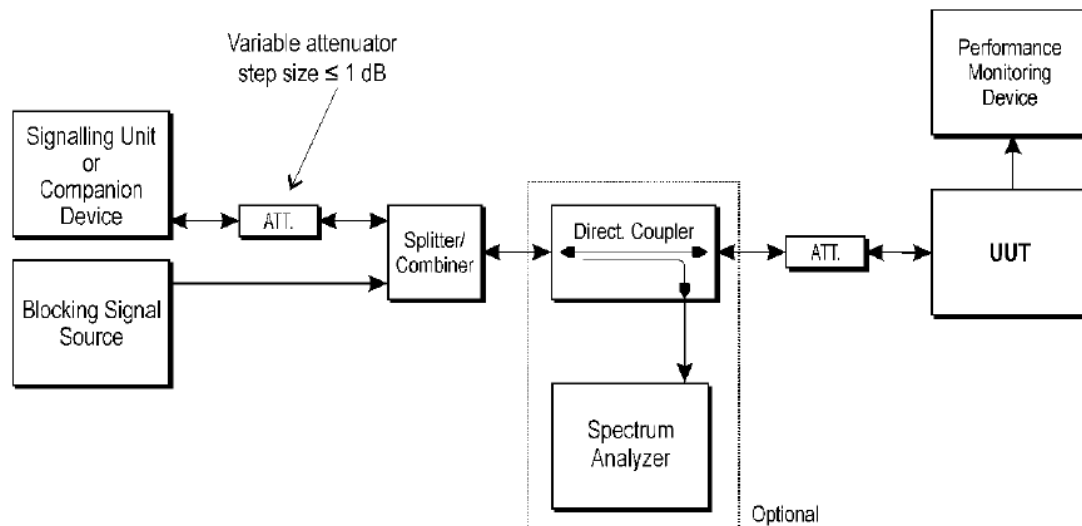 Variable attenuator
step size ≤ 1 dB
Performance
Monitoring
Device
Signalling Unit
or
Companion
Device
ATT.
Splitter/
Combiner
Direct. Coupler
ATT.
UUT
Blocking Signal
Source
Spectrum
Analyzer
Optional